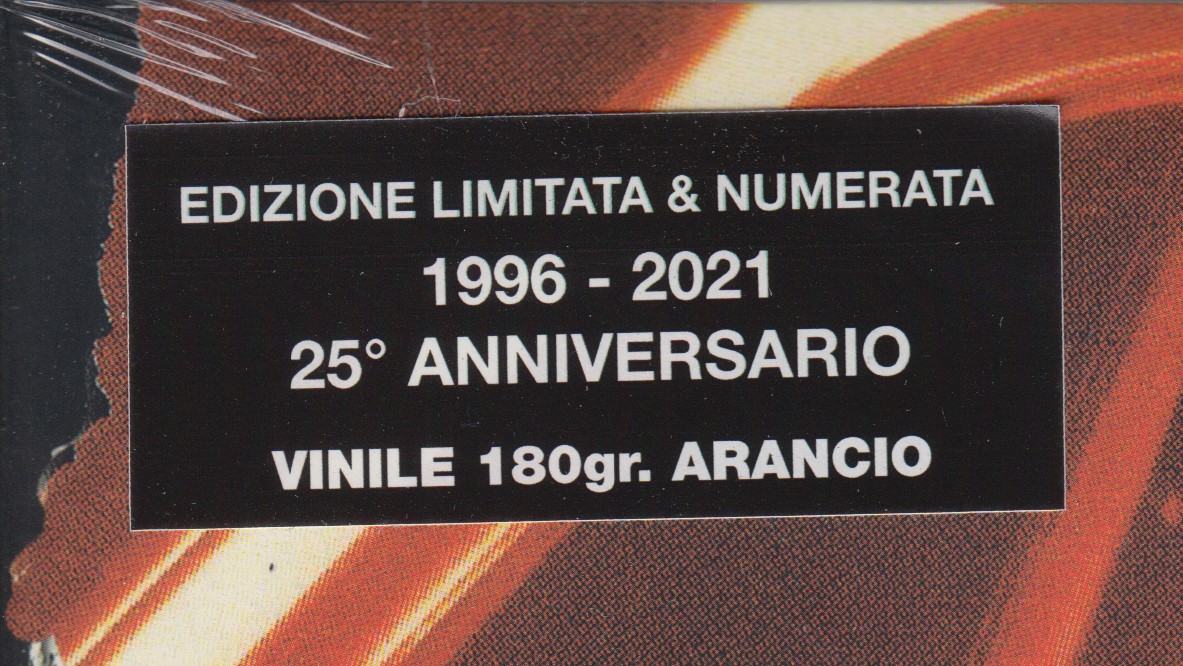 EDIZIONE LIMITATA & NUMERATA
1996 - 2021
25° ANNIVERSARIO
VINILE 180gr. ARANCIO